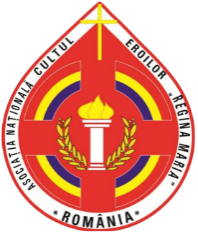 ASOCIAȚIA NAȚIONALĂ CULTUL EROILOR „REGINA MARIA”
* ROMÂNIA *